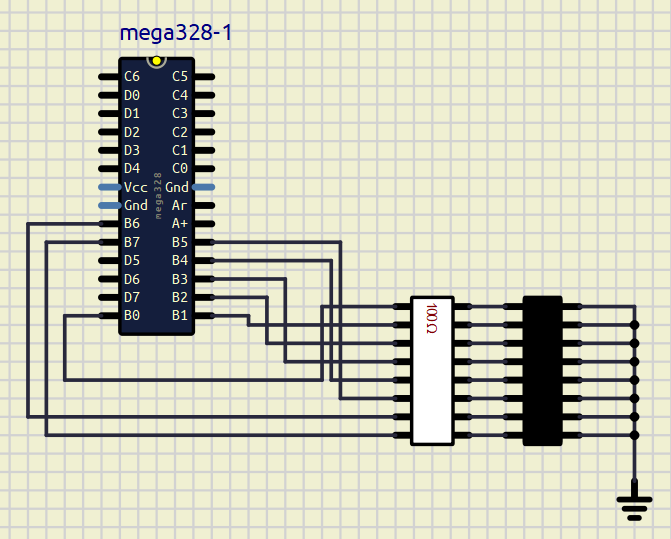 mega328-1
C6 C5
D0 C4
D1 C3
D2 C2
D3 C1
D4 C0
Vcc Gnd
Gnd Ar
B6 A+
B7 B5
D5 B4
D6 B3
D7 B2
B0 B1
mega328
100Ω